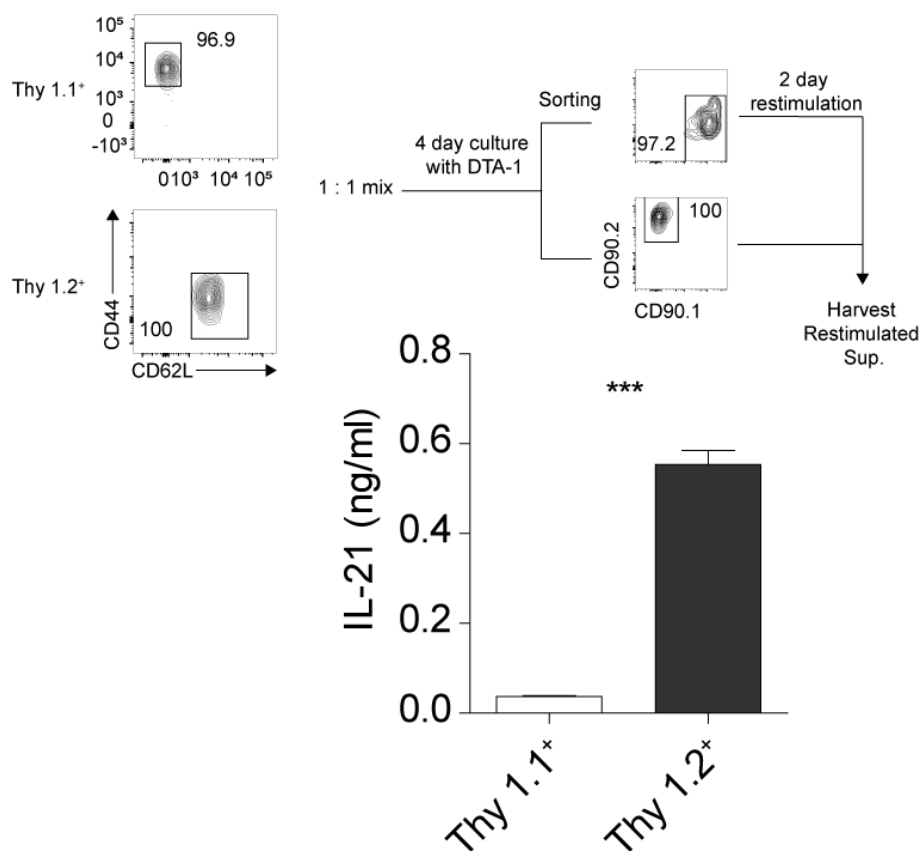 Thy 1.1⁺
10⁵
10⁴
10³
0
-10³
96.9
0 10³ 10⁴ 10⁵
Thy 1.2⁺
CD44
100
CD62L
1 : 1 mix
4 day culture
with DTA-1
Sorting
97.2
2 day
restimulation
CD90.2
100
CD90.1
Harvest
Restimulated
Sup.
IL-21 (ng/ml)
0.8
0.6
0.4
0.2
0.0
***
Thy 1.1⁺
Thy 1.2⁺